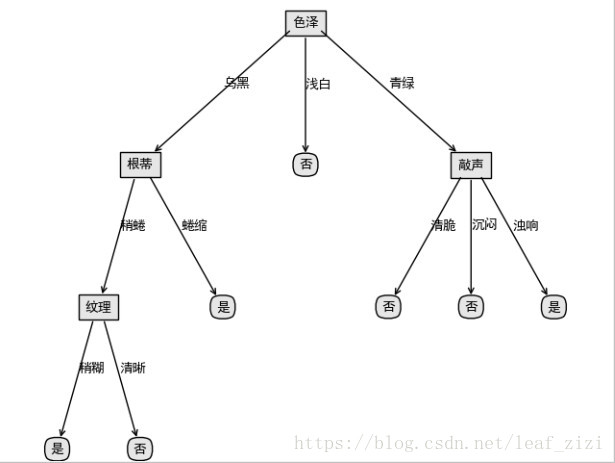 色泽
乌黑 浅白 青绿
根蒂 否 敲声
稍蜷 蜷缩 清脆 沉闷 浊响
纹理 是 否 否 是
稍糊 清晰
是 否
https://blog.csdn.net/leaf_zizi